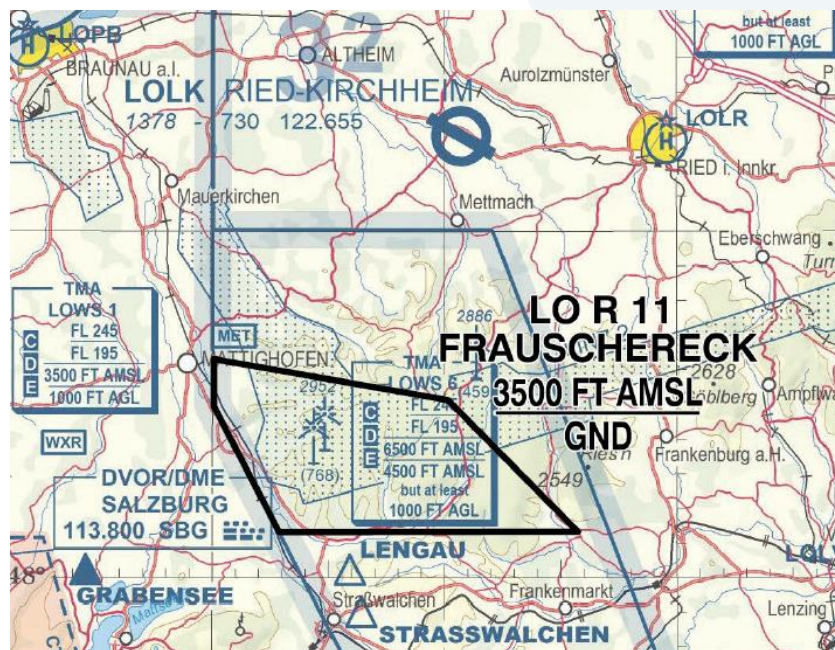 LOPB
BRAUNAU a.I.
ALTHEIM
but at least
1000 FT AGL
Aurolzmünster
LOLK RIED-KIRCHHEIM
1378 - 730 122.655
LOLR
RIED i. Innkr.
Mauerkirchen
Mettmach
Eberschwang
TMA
LOWS 1
C
D
E
FL 245
FL 195
3500 FT AMSL
1000 FT AGL
2886
MET
MATTIGHOFEN
LO R 11
FRAUSCHERECK
3500 FT AMSL
GND
2952
TMA
LOWS 6
C
D
E
FL 195
6500 FT AMSL
4500 FT AMSL
but at least
1000 FT AGL
(768)
2628
WXR
2549
Frankenburg a.H.
DVOR/DME
SALZBURG
113.800 SBG
LENGAU
48°
GRABENSEE
Straßwalchen
STRASSWALCHEN
Frankenmarkt
Lenzing